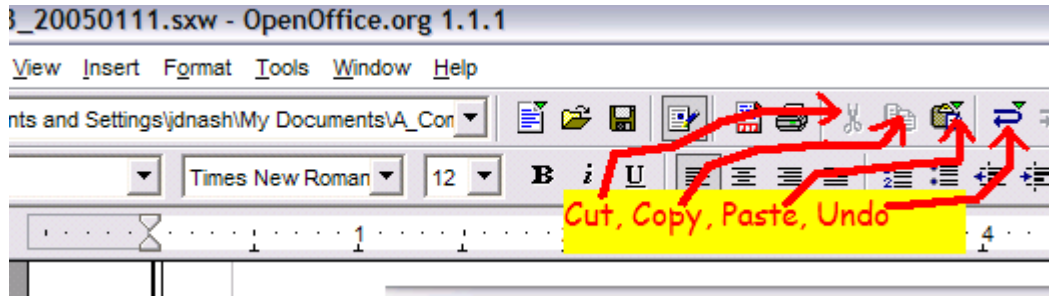 3_20050111.sxw - OpenOffice.org 1.1.1
View Insert Format Tools Window Help
nts and Settings\jdnash\My Documents\A_Con
Times New Roman 12 B i U
Cut, Copy, Paste, Undo
1 4